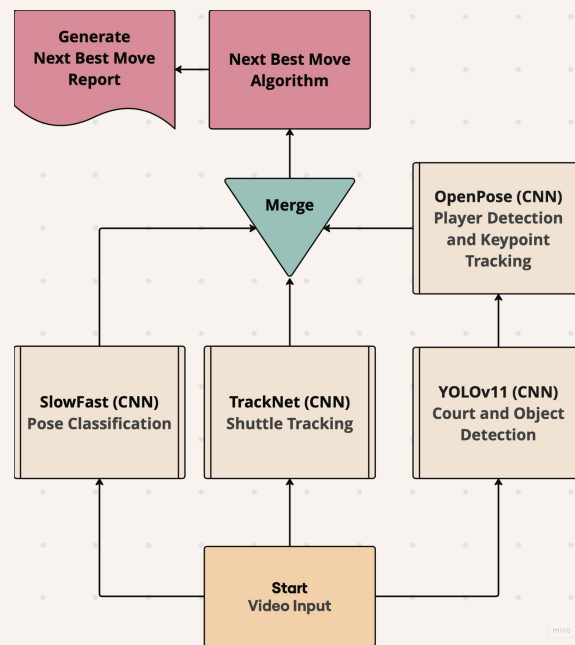 Generate
Next Best Move
Report
Next Best Move
Algorithm
Merge
OpenPose (CNN)
Player Detection
and Keypoint
Tracking
SlowFast (CNN)
Pose Classification
TrackNet (CNN)
Shuttle Tracking
YOLOv11 (CNN)
Court and Object
Detection
Start
Video Input
miro